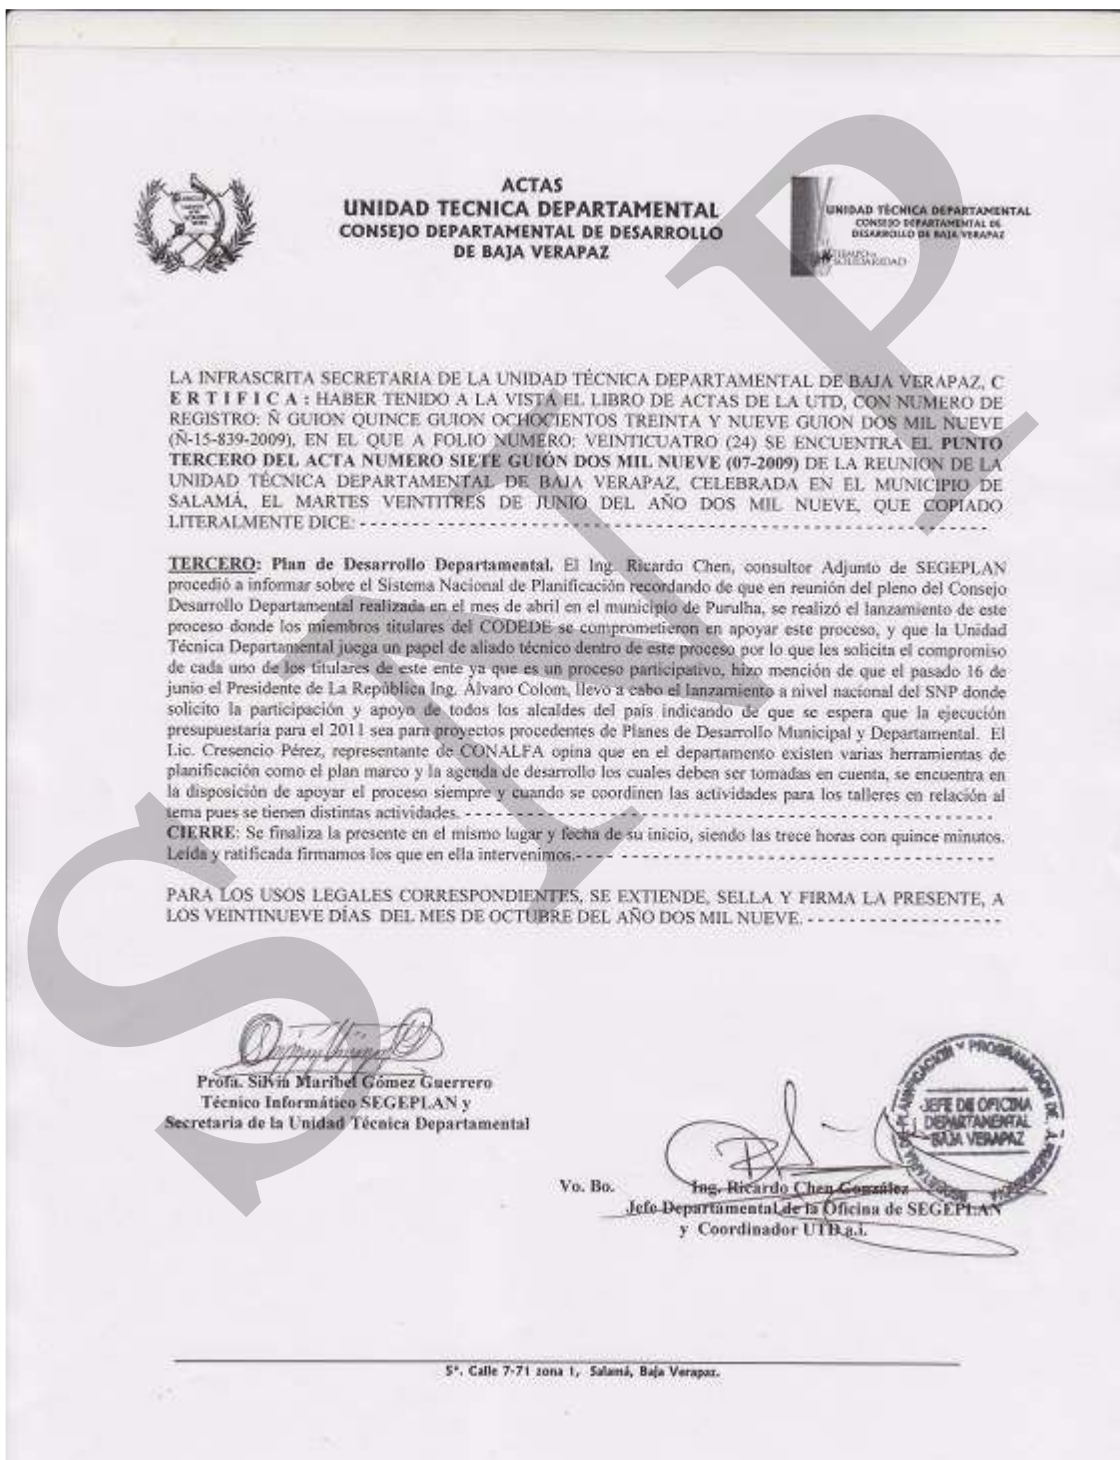 ACTAS
UNIDAD TECNICA DEPARTAMENTAL
CONSEJO DEPARTAMENTAL DE DESARROLLO
DE BAJA VERAPAZ
UNIDAD TÉCNICA DEPARTAMENTAL
CONSEJO DEPARTAMENTAL DE
DESARROLLO DE BAJA VERAPAZ
TIEMPO DE
SOLIDARIDAD
LA INFRASCRITA SECRETARIA DE LA UNIDAD TÉCNICA DEPARTAMENTAL DE BAJA VERAPAZ, C
E R T I F I C A : HABER TENIDO A LA VISTA EL LIBRO DE ACTAS DE LA UTD, CON NUMERO DE
REGISTRO: Ñ GUION QUINCE GUION OCHOCIENTOS TREINTA Y NUEVE GUION DOS MIL NUEVE
(Ñ-15-839-2009), EN EL QUE A FOLIO NUMERO: VEINTICUATRO (24) SE ENCUENTRA EL PUNTO
TERCERO DEL ACTA NUMERO SIETE GUIÓN DOS MIL NUEVE (07-2009) DE LA REUNION DE LA
UNIDAD TÉCNICA DEPARTAMENTAL DE BAJA VERAPAZ, CELEBRADA EN EL MUNICIPIO DE
SALAMÁ, EL MARTES VEINTITRES DE JUNIO DEL AÑO DOS MIL NUEVE, QUE COPIADO
LITERALMENTE DICE: - - - - - - - - - - - - - - - - - - - - - - - - - - - - - - - - - - - - - - - -
TERCERO: Plan de Desarrollo Departamental. El Ing. Ricardo Chen, consultor Adjunto de SEGEPLAN
procedió a informar sobre el Sistema Nacional de Planificación recordando de que en reunión del pleno del Consejo
Desarrollo Departamental realizada en el mes de abril en el municipio de Purulha, se realizó el lanzamiento de este
proceso donde los miembros titulares del CODEDE se comprometieron en apoyar este proceso, y que la Unidad
Técnica Departamental juega un papel de aliado técnico dentro de este proceso por lo que les solicita el compromiso
de cada uno de los titulares de este ente ya que es un proceso participativo, hizo mención de que el pasado 16 de
junio el Presidente de La República Ing. Álvaro Colom, llevo a cabo el lanzamiento a nivel nacional del SNP donde
solicito la participación y apoyo de todos los alcaldes del país indicando de que se espera que la ejecución
presupuestaria para el 2011 sea para proyectos procedentes de Planes de Desarrollo Municipal y Departamental. El
Lic. Cresencio Pérez, representante de CONALFA opina que en el departamento existen varias herramientas de
planificación como el plan marco y la agenda de desarrollo los cuales deben ser tomadas en cuenta, se encuentra en
la disposición de apoyar el proceso siempre y cuando se coordinen las actividades para los talleres en relación al
tema pues se tienen distintas actividades. - - - - - - - - - - - - - - - - - - - - - - - - - - - - - - - - - - - -
CIERRE: Se finaliza la presente en el mismo lugar y fecha de su inicio, siendo las trece horas con quince minutos.
Leída y ratificada firmamos los que en ella intervenimos.- - - - - - - - - - - - - - - - - - - - - - - - - - - -
PARA LOS USOS LEGALES CORRESPONDIENTES, SE EXTIENDE, SELLA Y FIRMA LA PRESENTE, A
LOS VEINTINUEVE DÍAS DEL MES DE OCTUBRE DEL AÑO DOS MIL NUEVE. - - - - - - - - - - - - - - - -
Profa. Silvia Maribel Gómez Guerrero
Técnico Informático SEGEPLAN y
Secretaria de la Unidad Técnica Departamental
SECRETARIA DE PLANIFICACION Y PROGRAMACION DE LA PRESIDENCIA
JEFE DE OFICINA
DEPARTAMENTAL
BAJA VERAPAZ
Vo. Bo. Ing. Ricardo Chen González
Jefe Departamental de la Oficina de SEGEPLAN
y Coordinador UTD a.i.
5ª. Calle 7-71 zona 1, Salamá, Baja Verapaz.
SNP